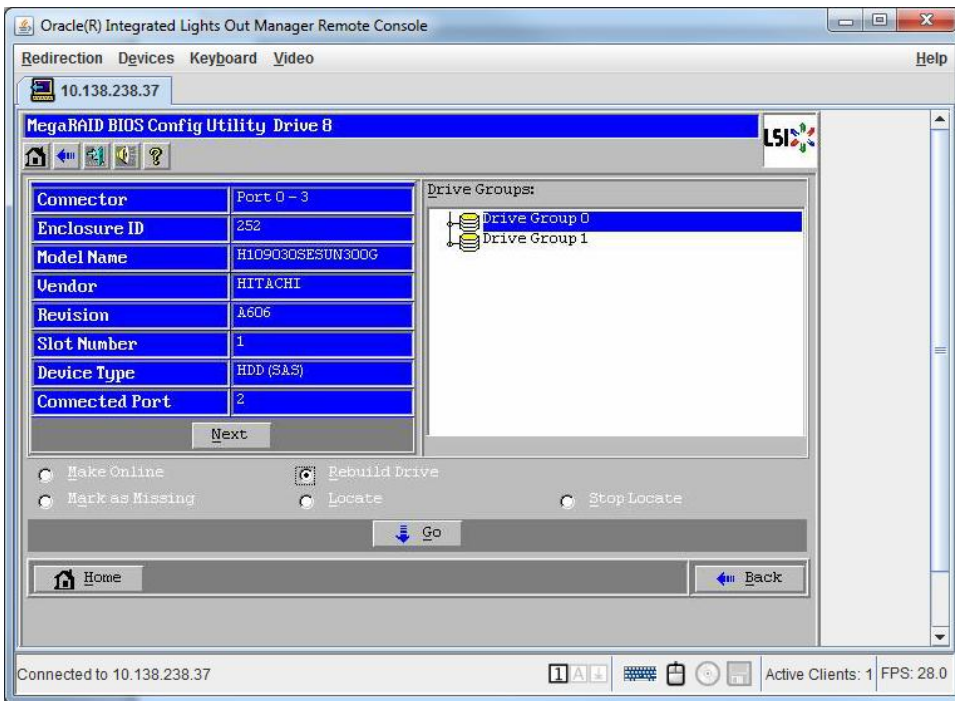 Oracle(R) Integrated Lights Out Manager Remote Console
Redirection Devices Keyboard Video Help
10.138.238.37
MegaRAID BIOS Config Utility Drive 8
LSI
Connector Port 0 - 3
Enclosure ID 252
Model Name H109030SESUN300G
Vendor HITACHI
Revision A606
Slot Number 1
Device Type HDD (SAS)
Connected Port 2
Next
Drive Groups:
Drive Group 0
Drive Group 1
Make Online Rebuild Drive
Mark as Missing Locate Stop Locate
Go
Home Back
Connected to 10.138.238.37 1 A Active Clients: 1 FPS: 28.0